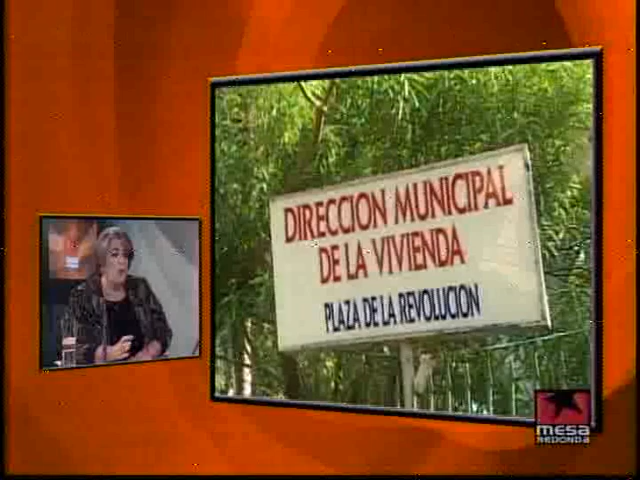 DIRECCION MUNICIPAL
DE LA VIVIENDA
PLAZA DE LA REVOLUCION
MESA
REDONDA